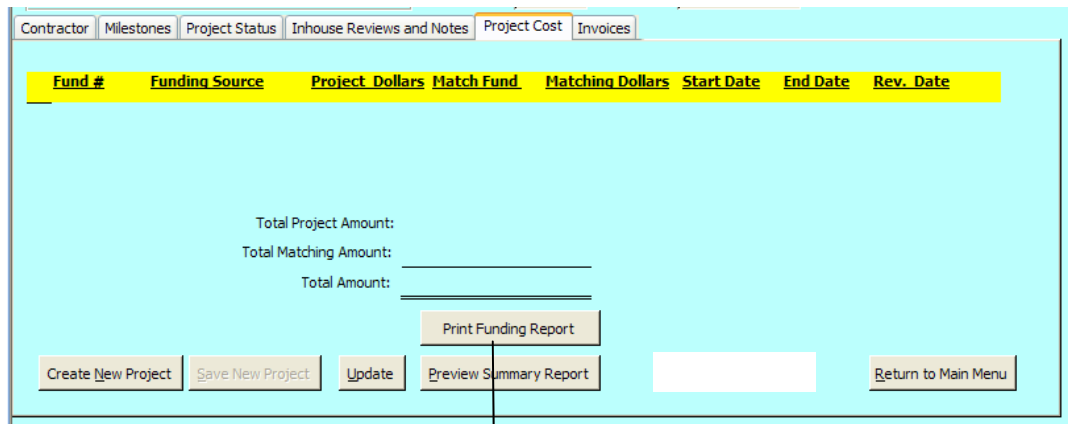 Contractor Milestones Project Status Inhouse Reviews and Notes Project Cost Invoices
Fund # Funding Source Project Dollars Match Fund Matching Dollars Start Date End Date Rev. Date
Total Project Amount:
Total Matching Amount:
Total Amount:
Print Funding Report
Create New Project Save New Project Update Preview Summary Report Return to Main Menu